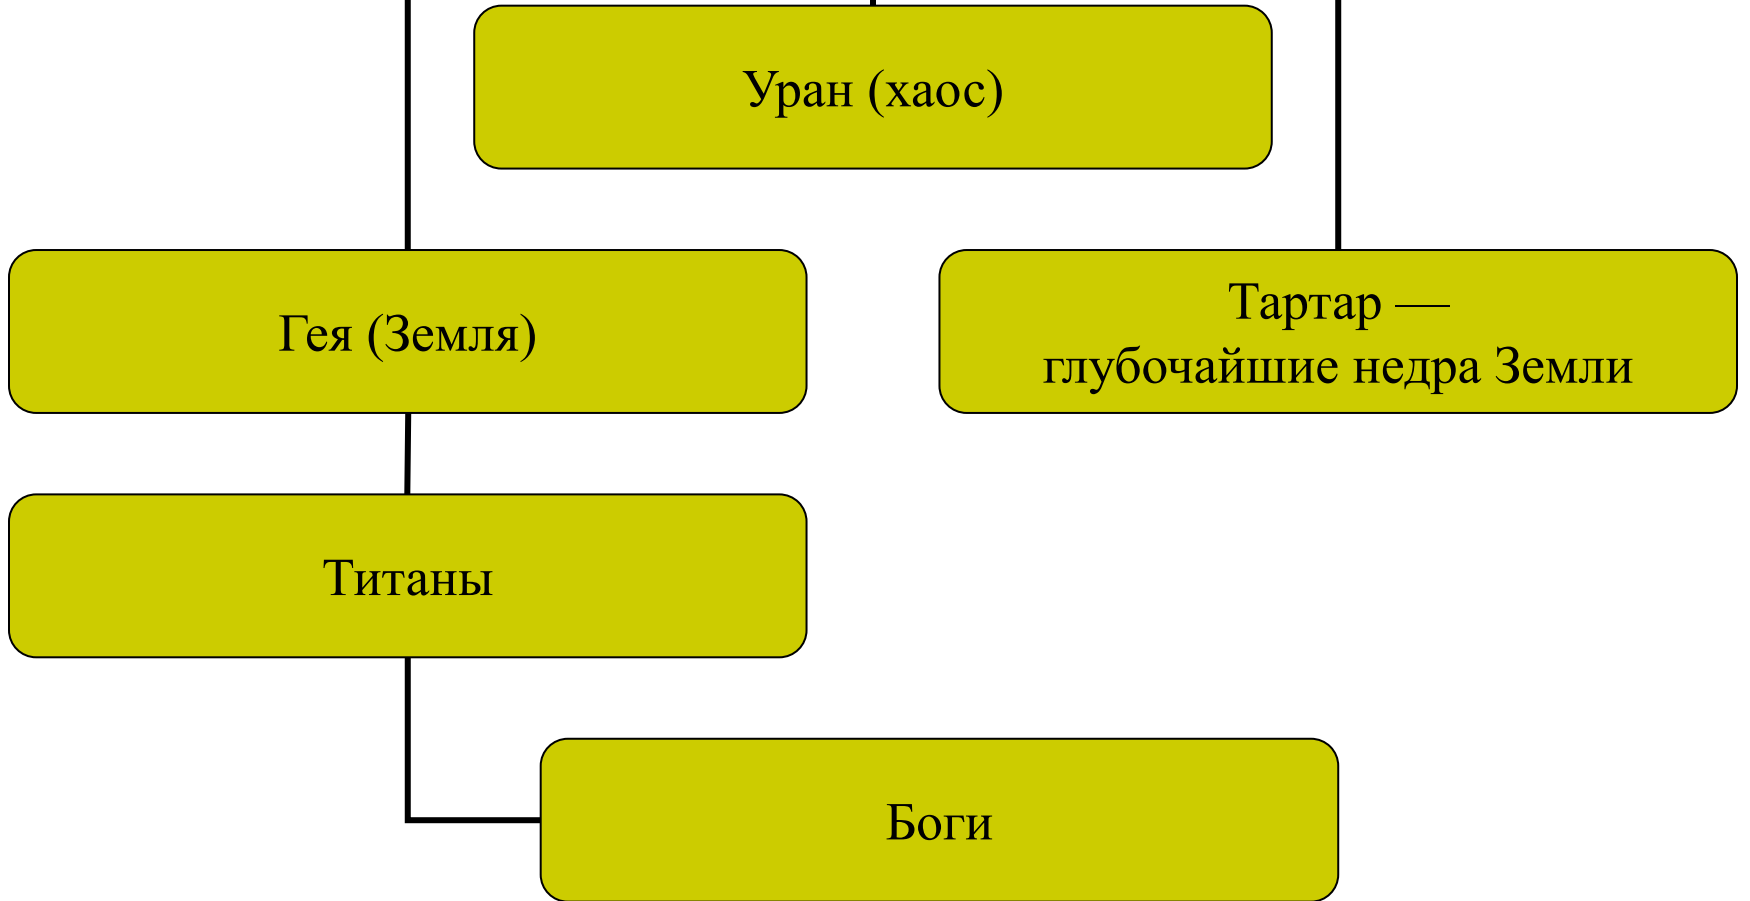 Уран (хаос)
Гея (Земля)
Тартар —
глубочайшие недра Земли
Титаны
Боги